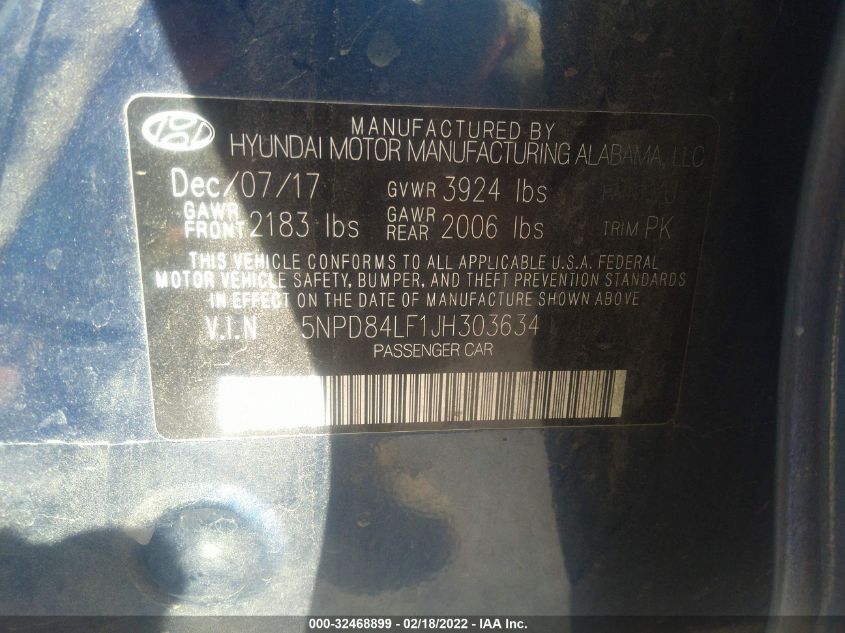 MANUFACTURED BY
HYUNDAI MOTOR MANUFACTURING ALABAMA, LLC
Dec/07/17 GVWR 3924 lbs
GAWR FRONT 2183 lbs GAWR REAR 2006 lbs TRIM PK
THIS VEHICLE CONFORMS TO ALL APPLICABLE U.S.A. FEDERAL
MOTOR VEHICLE SAFETY, BUMPER, AND THEFT PREVENTION STANDARDS
IN EFFECT ON THE DATE OF MANUFACTURE SHOWN ABOVE
V.I.N 5NPD84LF1JH303634
PASSENGER CAR
000-32468899 - 02/18/2022 - IAA Inc.